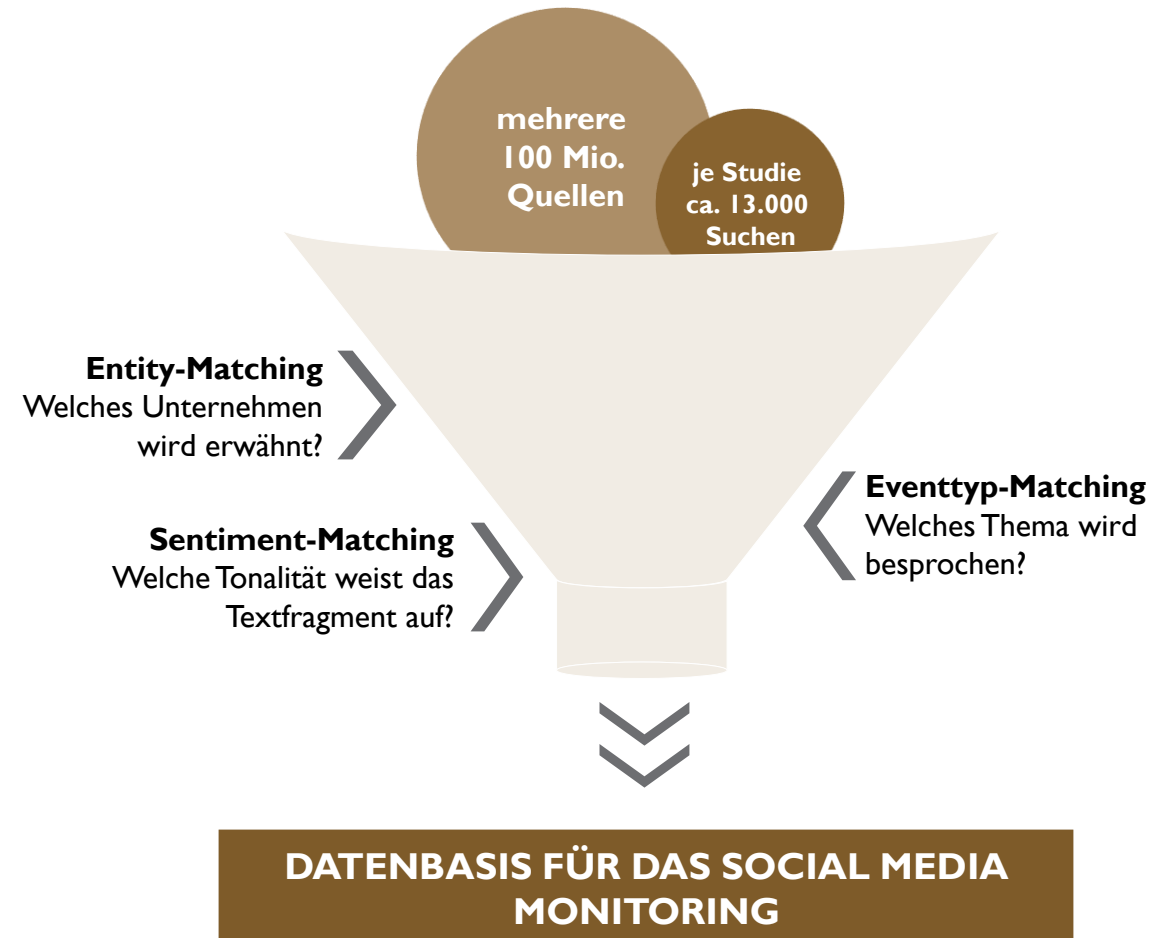 mehrere
100 Mio.
Quellen
je Studie
ca. 13.000
Suchen
Entity-Matching
Welches Unternehmen
wird erwähnt?
Eventtyp-Matching
Welches Thema wird
besprochen?
Sentiment-Matching
Welche Tonalität weist das
Textfragment auf?
DATENBASIS FÜR DAS SOCIAL MEDIA
MONITORING